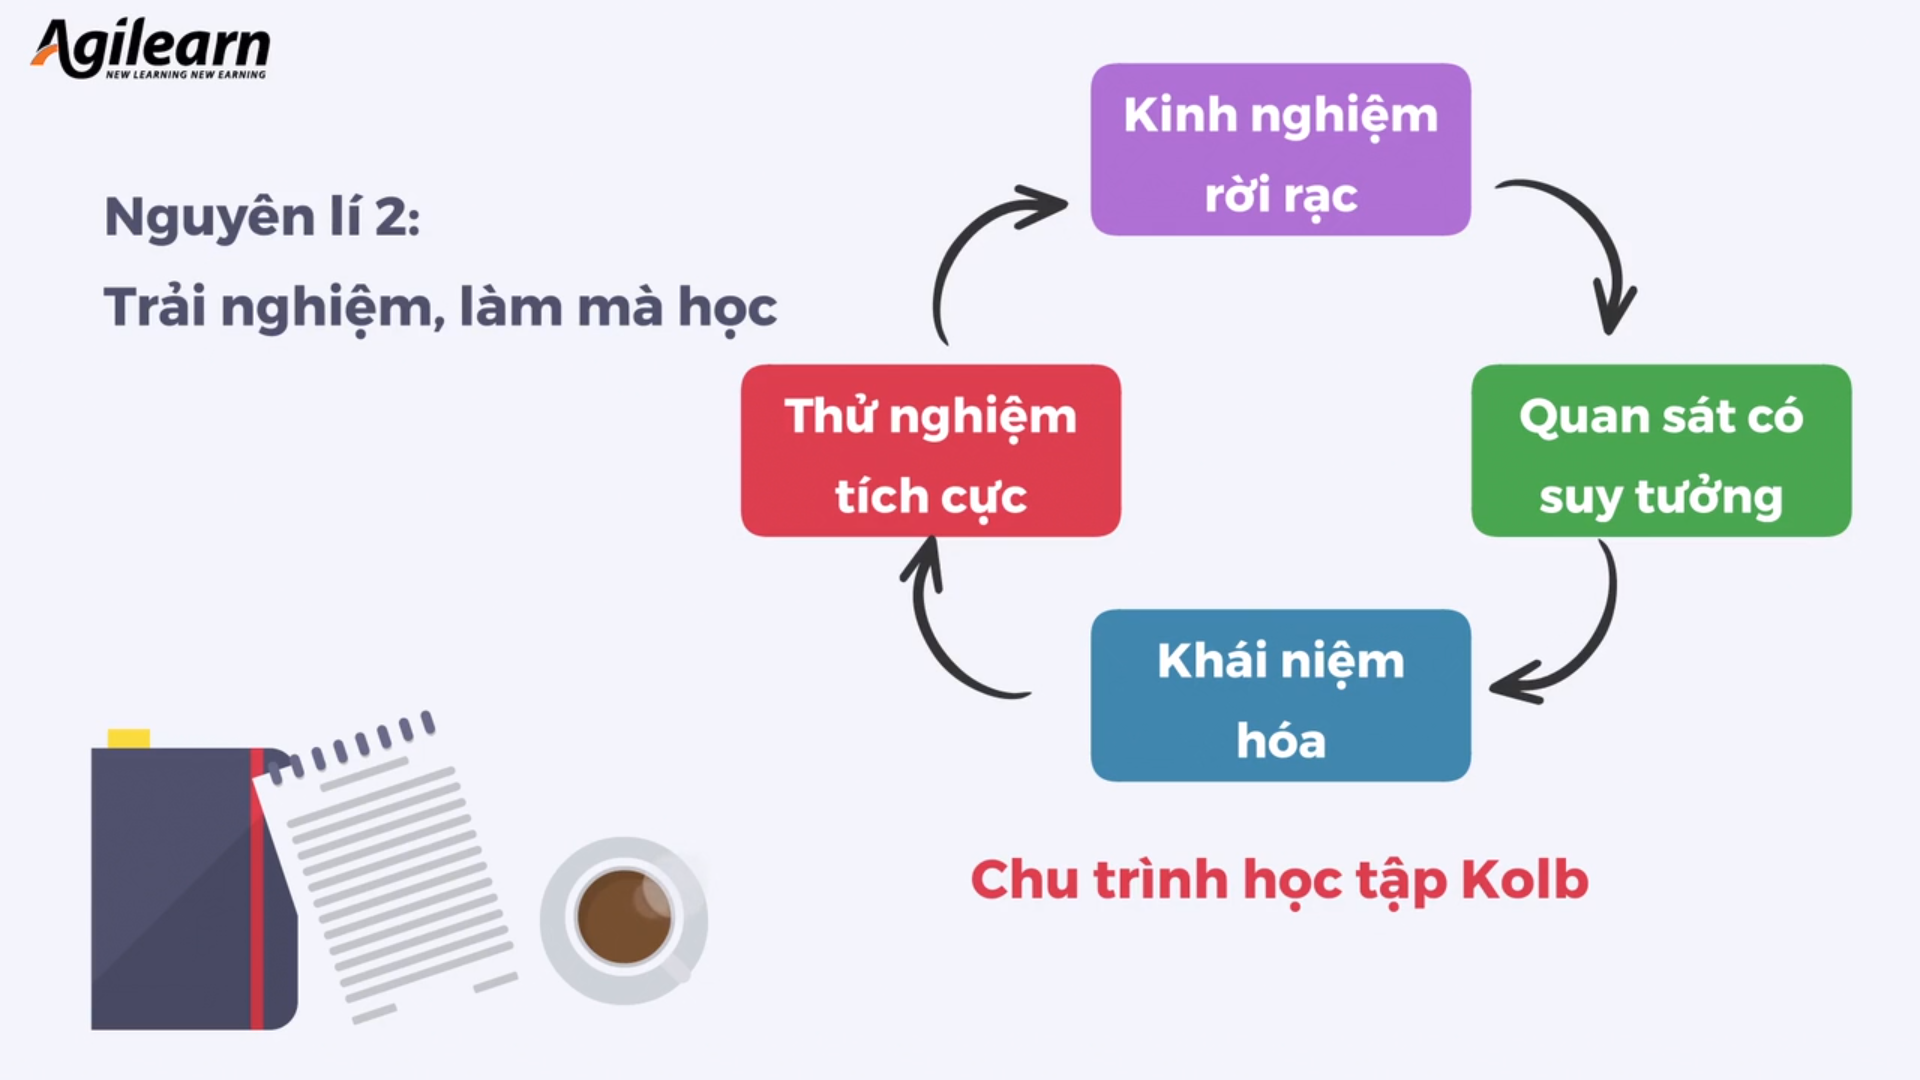 Agilearn
NEW LEARNING NEW EARNING
Nguyên lí 2:
Trải nghiệm, làm mà học
Kinh nghiệm
rời rạc
Quan sát có
suy tưởng
Khái niệm
hóa
Thử nghiệm
tích cực
Chu trình học tập Kolb